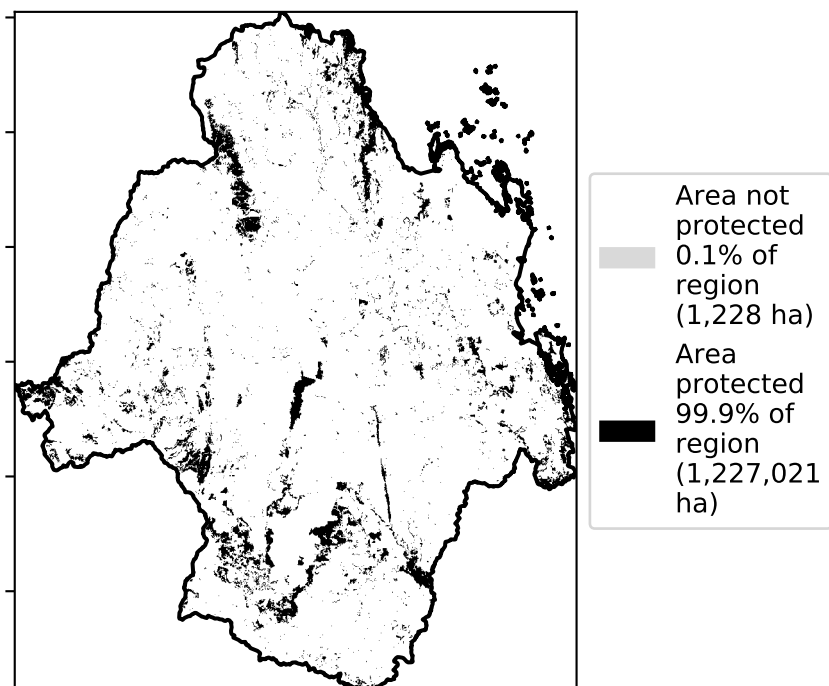 Area not
protected
0.1% of
region
(1,228 ha)
Area
protected
99.9% of
region
(1,227,021
ha)